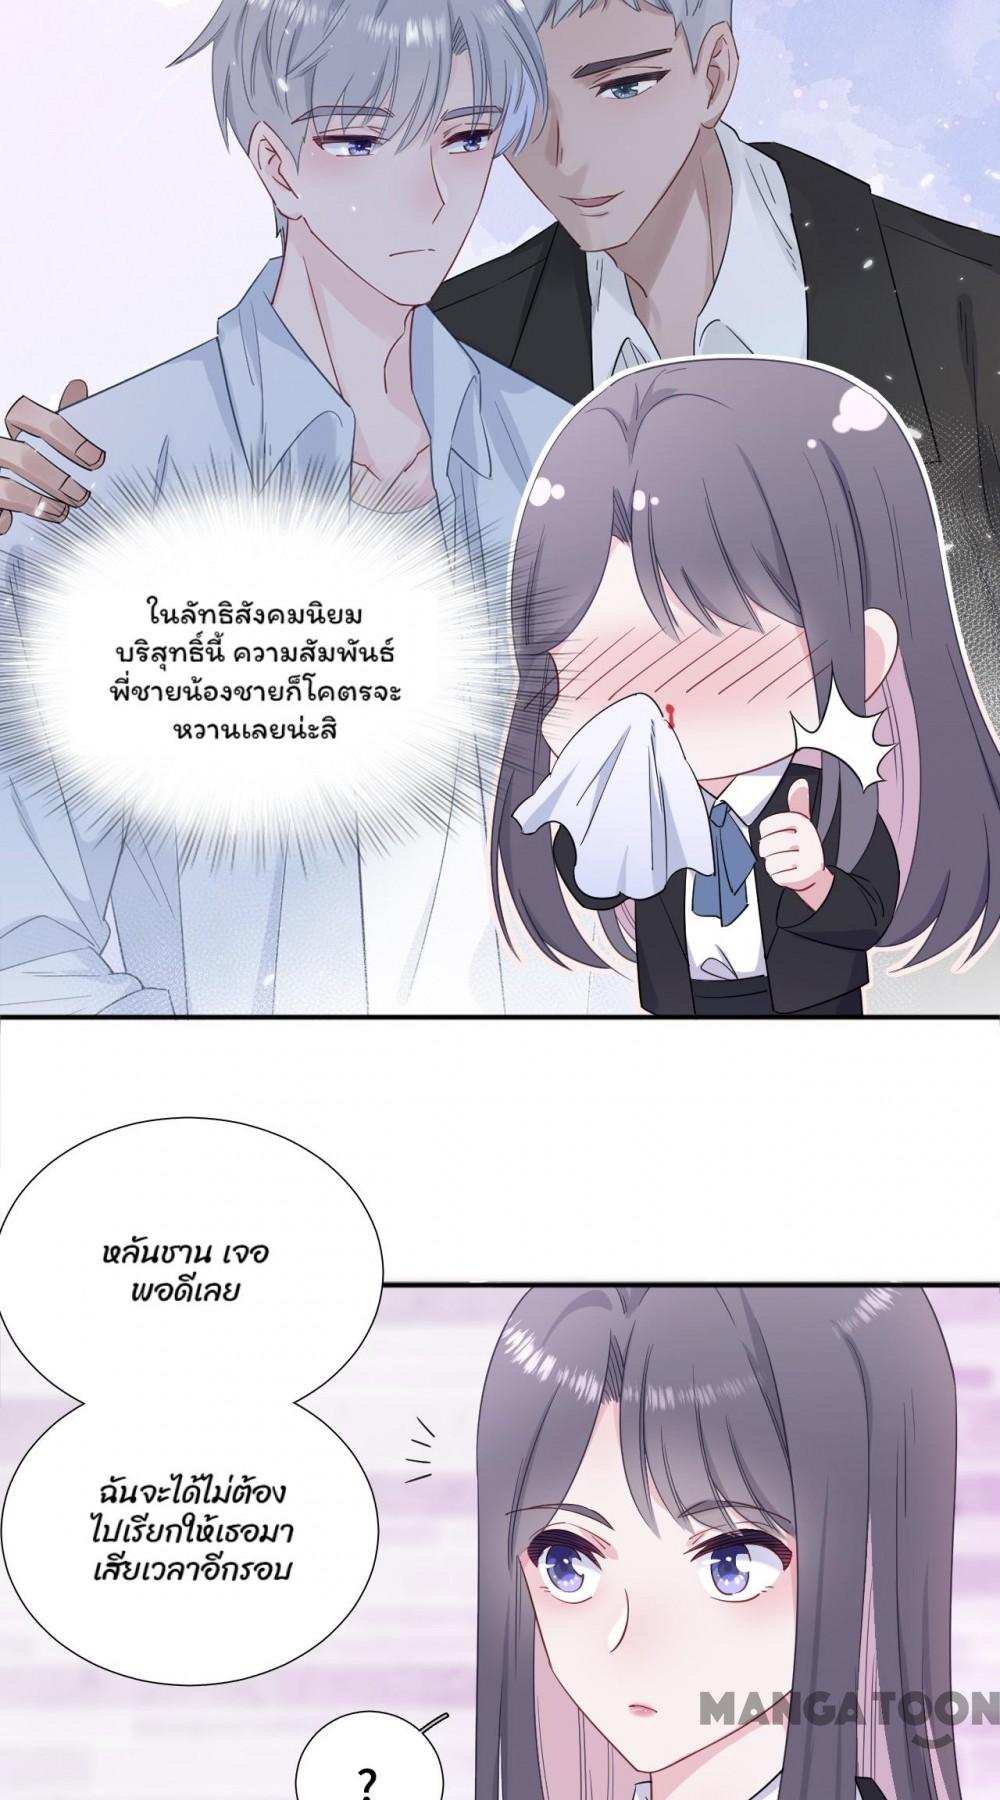 ในลัทธิสังคมนิยม
บริสุทธิ์นี้ ความสัมพันธ์
พี่ชายน้องชายก็โคตรจะ
หวานเลยน่ะสิ
หลันชาน เจอ
พอดีเลย
ฉันจะได้ไม่ต้อง
ไปเรียกให้เธอมา
เสียเวลาอีกรอบ
MANGATOON
?